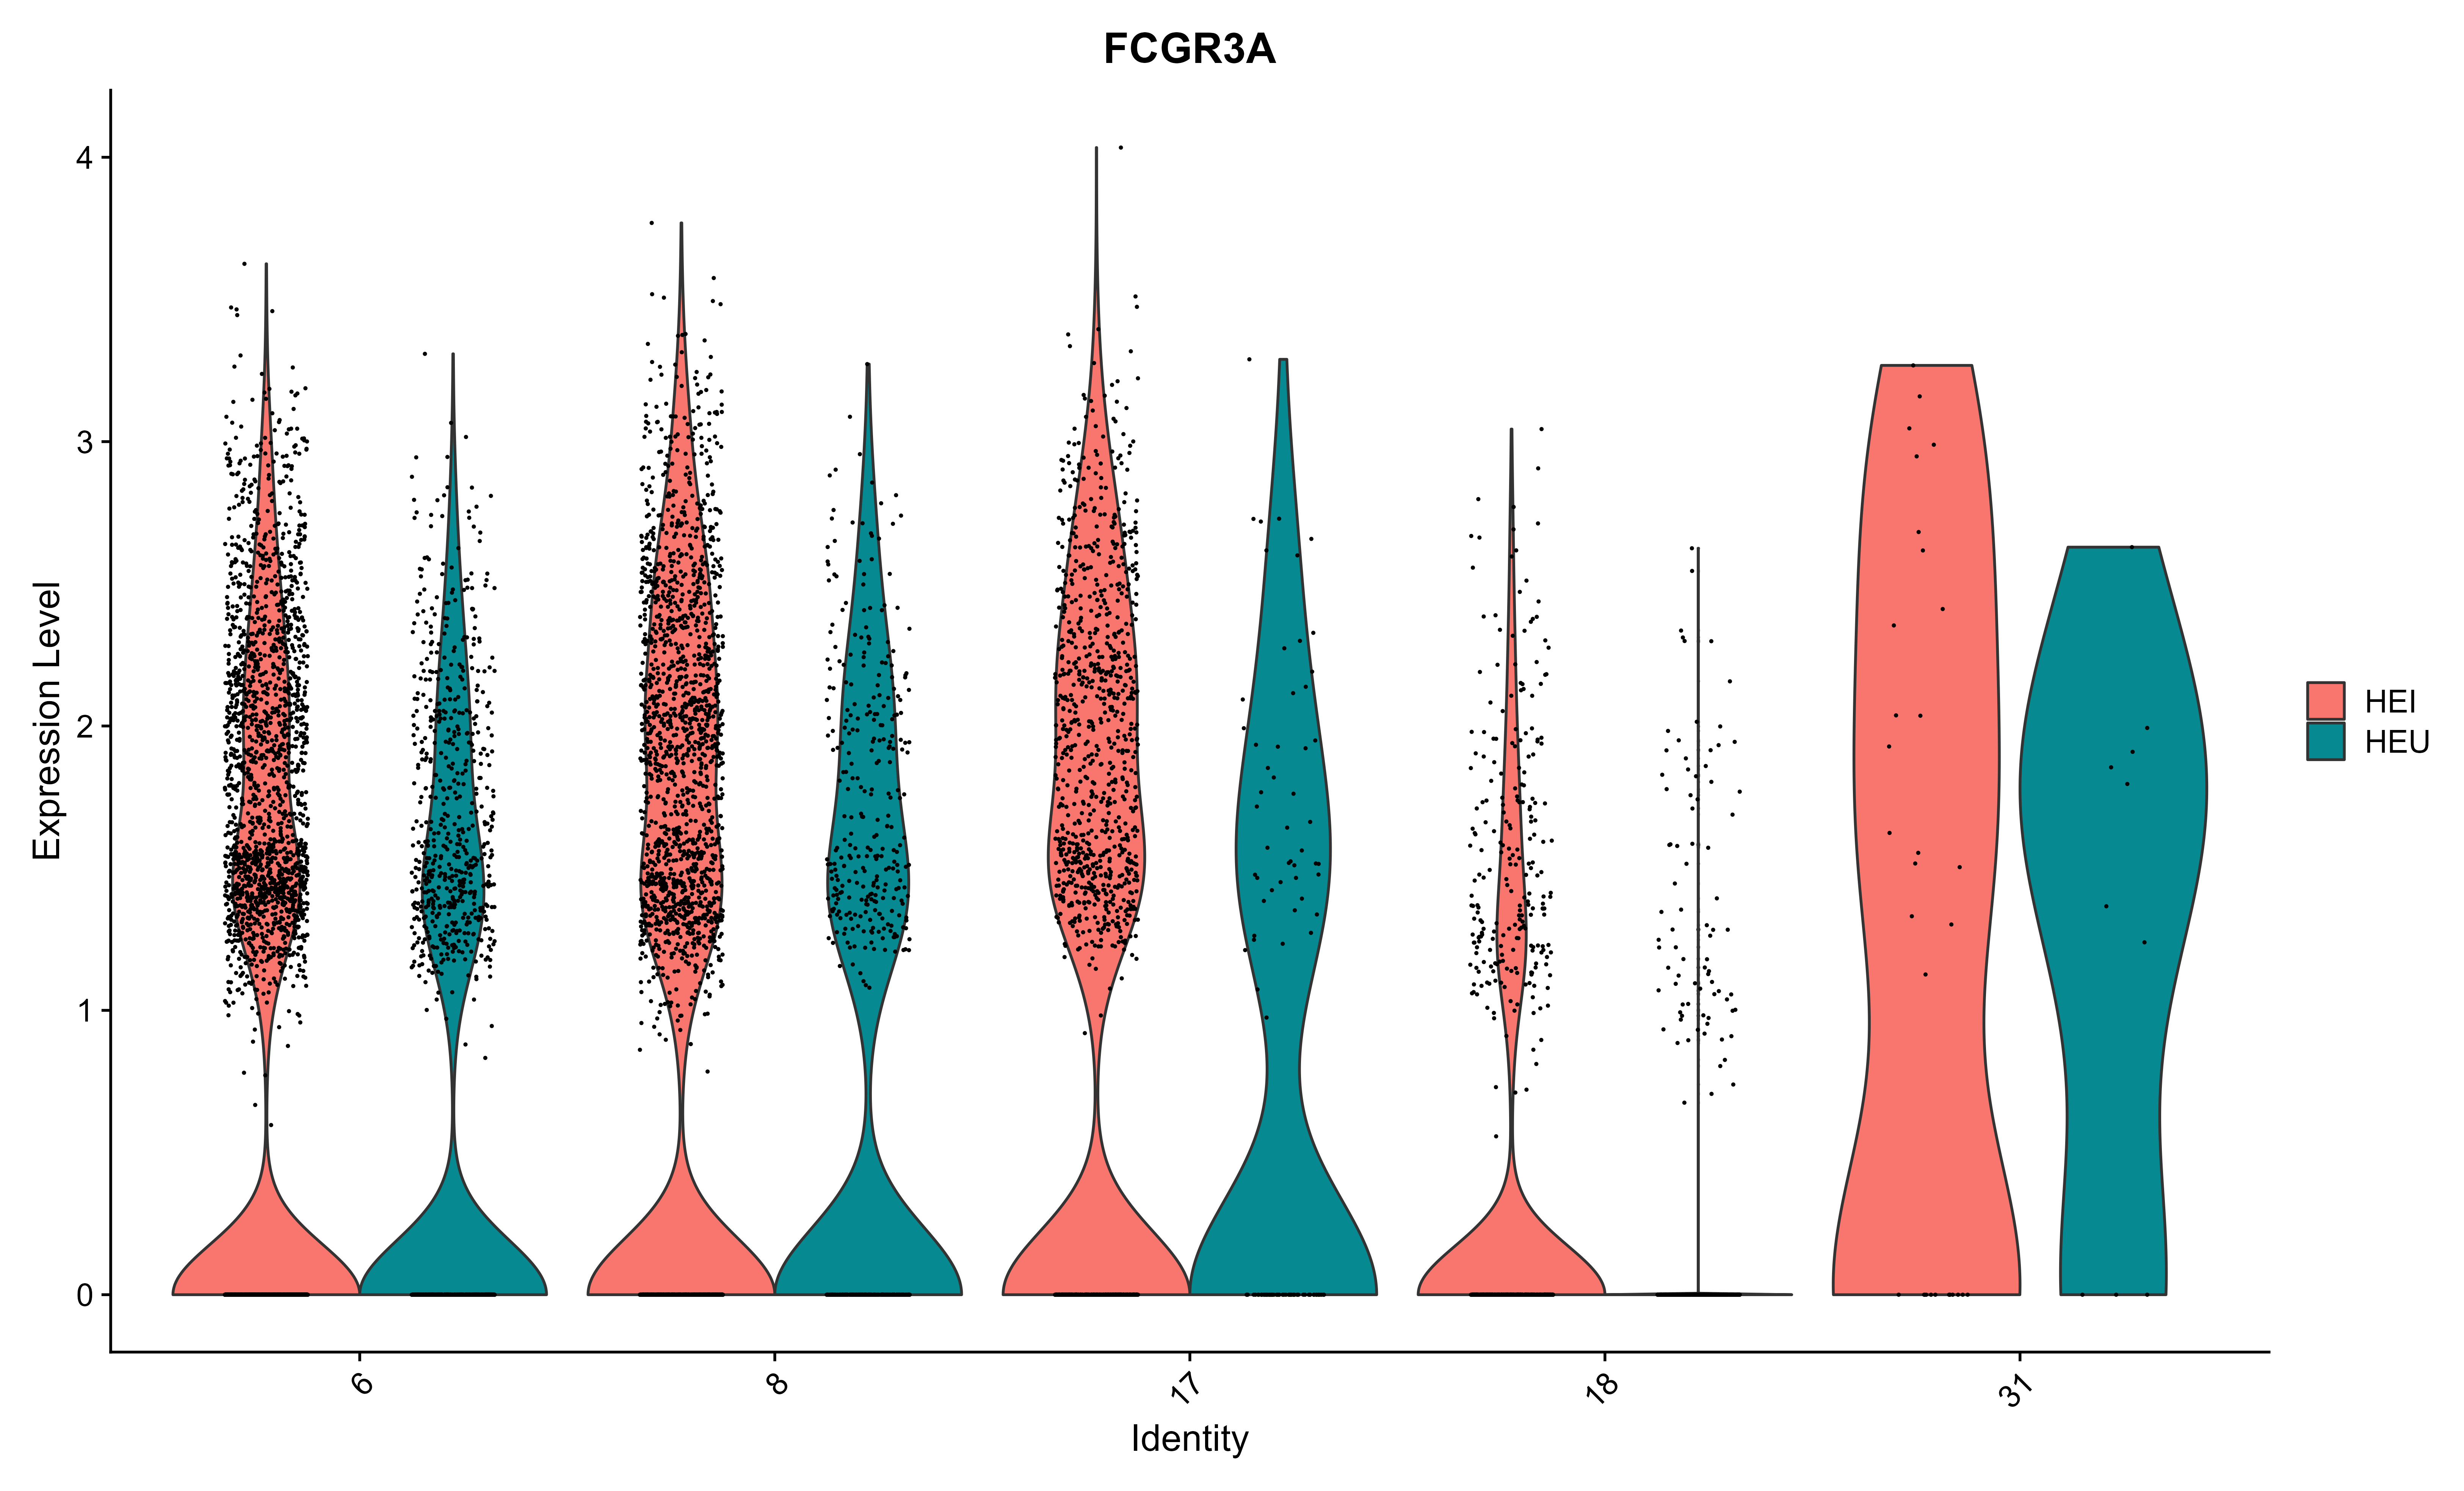 FCGR3A
4
3
2
1
0
Expression Level
6
8
17
18
31
Identity
HEI
HEU